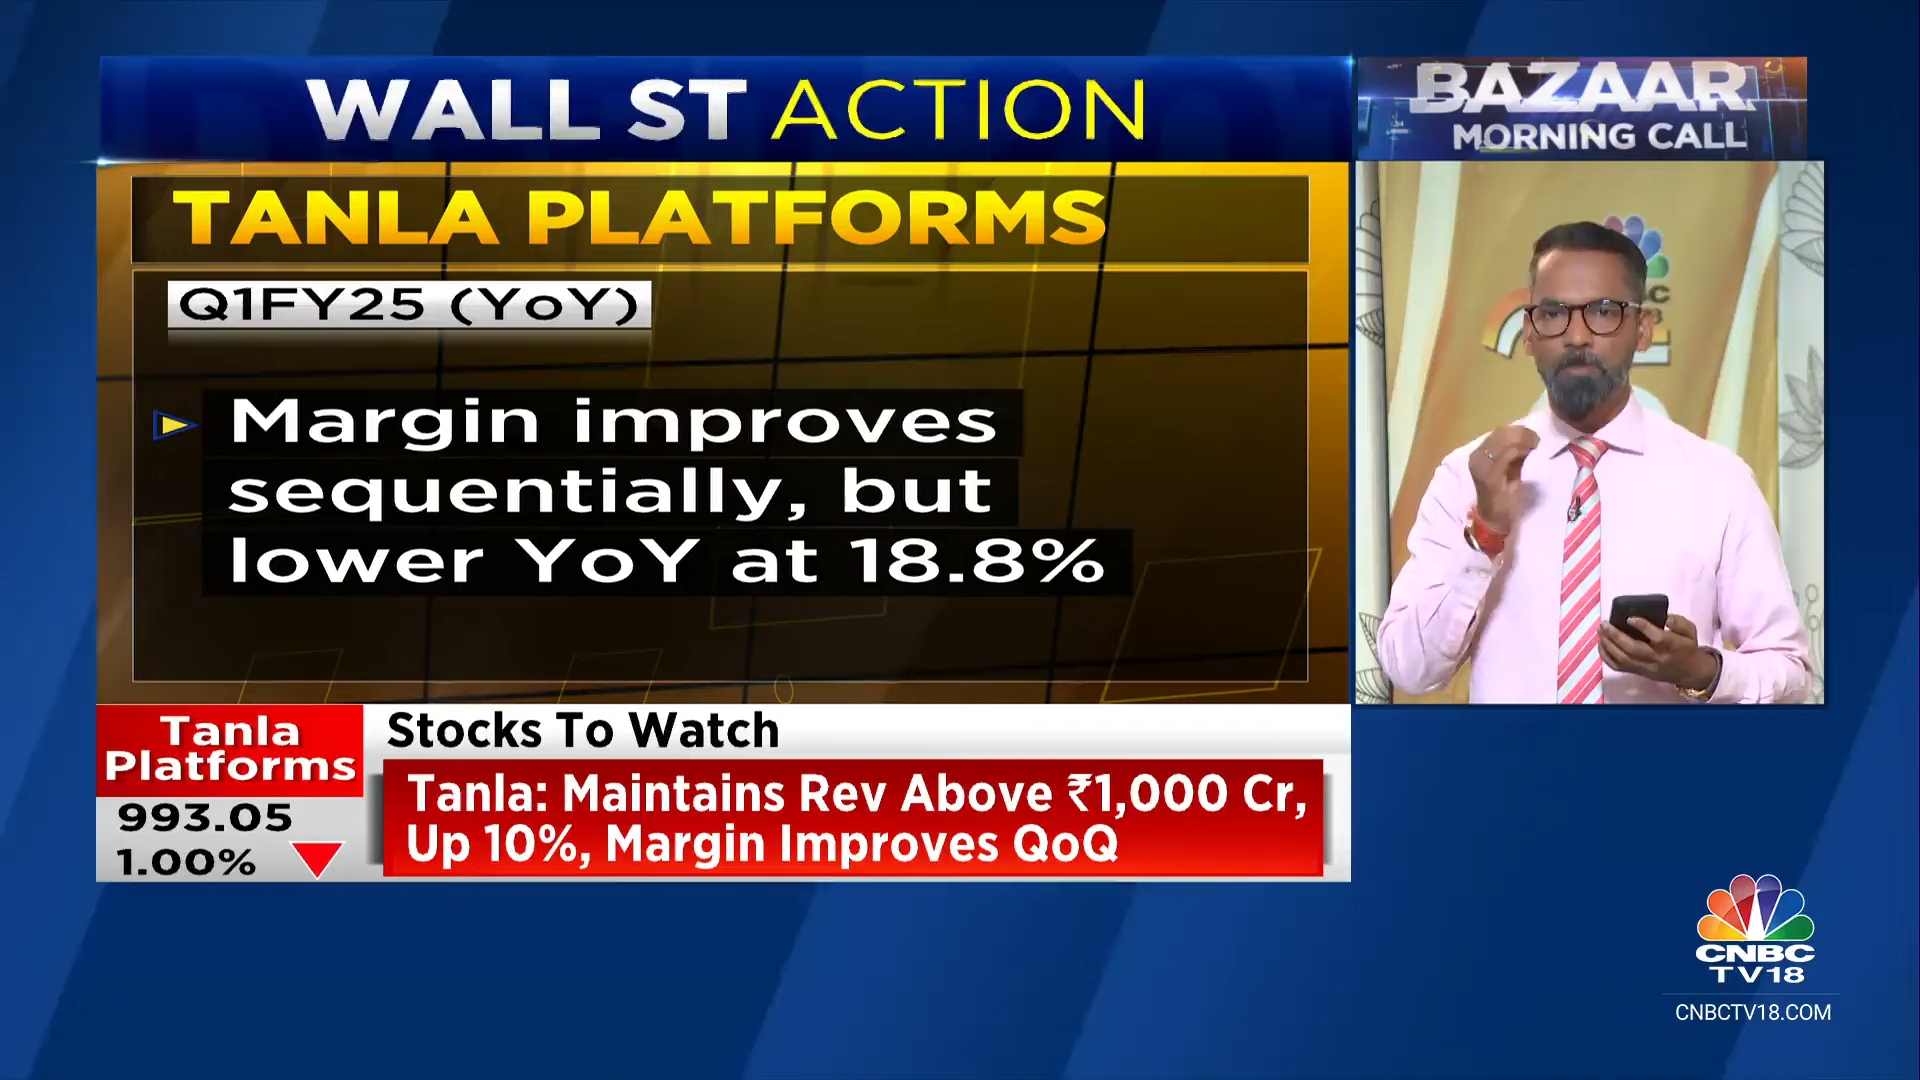 WALL ST ACTION
BAZAAR
MORNING CALL
TANLA PLATFORMS
Q1FY25 (YoY)
Margin improves
sequentially, but
lower YoY at 18.8%
Tanla
Platforms
993.05
1.00%
Stocks To Watch
Tanla: Maintains Rev Above ₹1,000 Cr,
Up 10%, Margin Improves QoQ
CNBC
TV18
CNBCTV18.COM